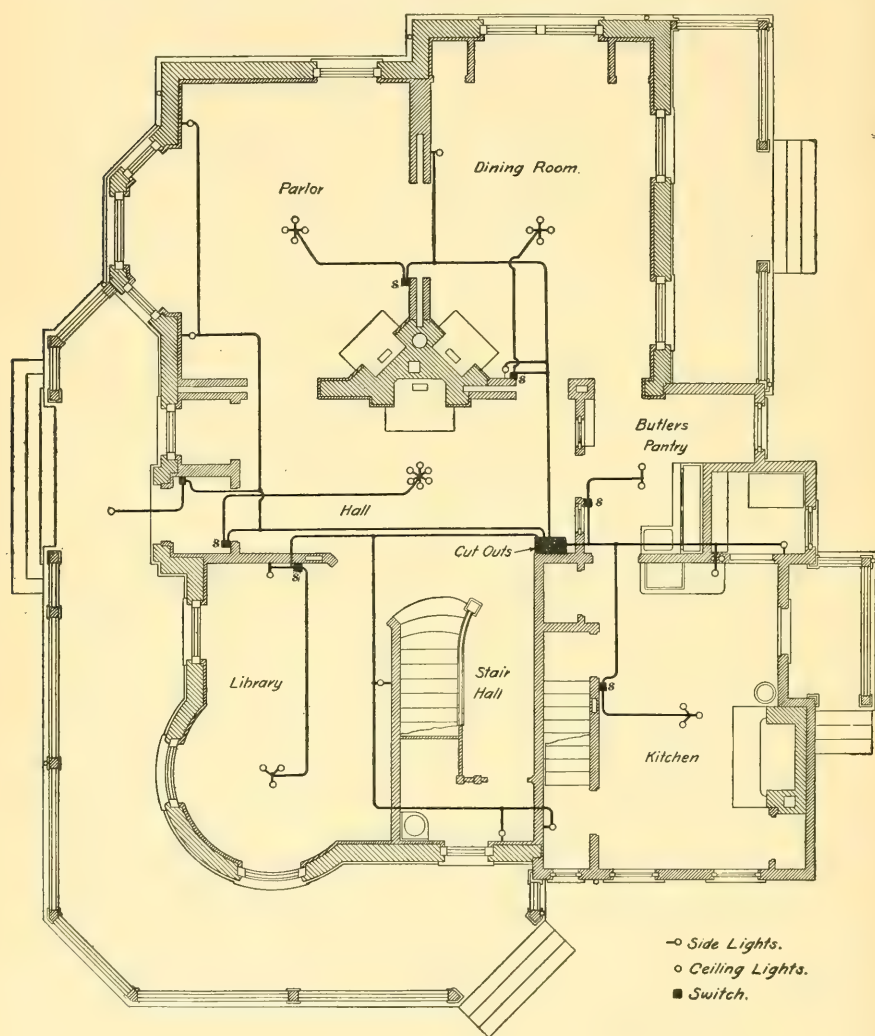 Dining Room.
Parlor
S
S
Butlers
Pantry
S
Hall
S
Cut Outs
S
Stair
Hall
Library
S
Kitchen
Side Lights.
Ceiling Lights.
Switch.